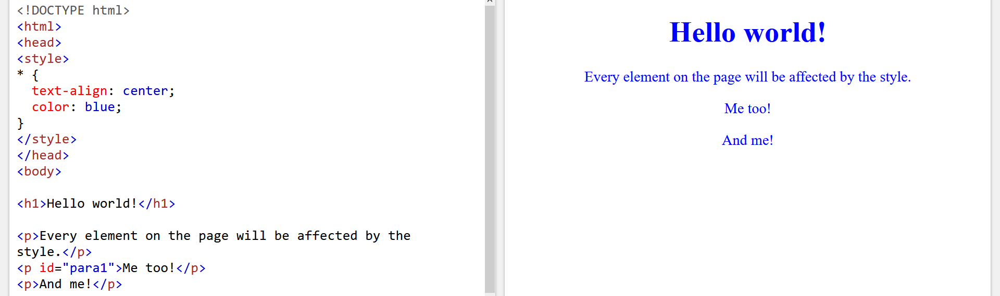 <!DOCTYPE html>
<html>
<head>
<style>
* {
  text-align: center;
  color: blue;
}
</style>
</head>
<body>
<h1>Hello world!</h1>
<p>Every element on the page will be affected by the
style.</p>
<p id="para1">Me too!</p>
<p>And me!</p>
Hello world!
Every element on the page will be affected by the style.
Me too!
And me!